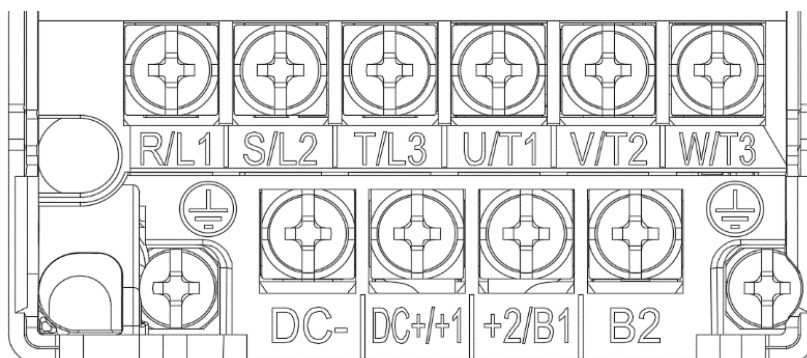 R/L1 S/L2 T/L3 U/T1 V/T2 W/T3
DC- DC+/+1 +2/B1 B2